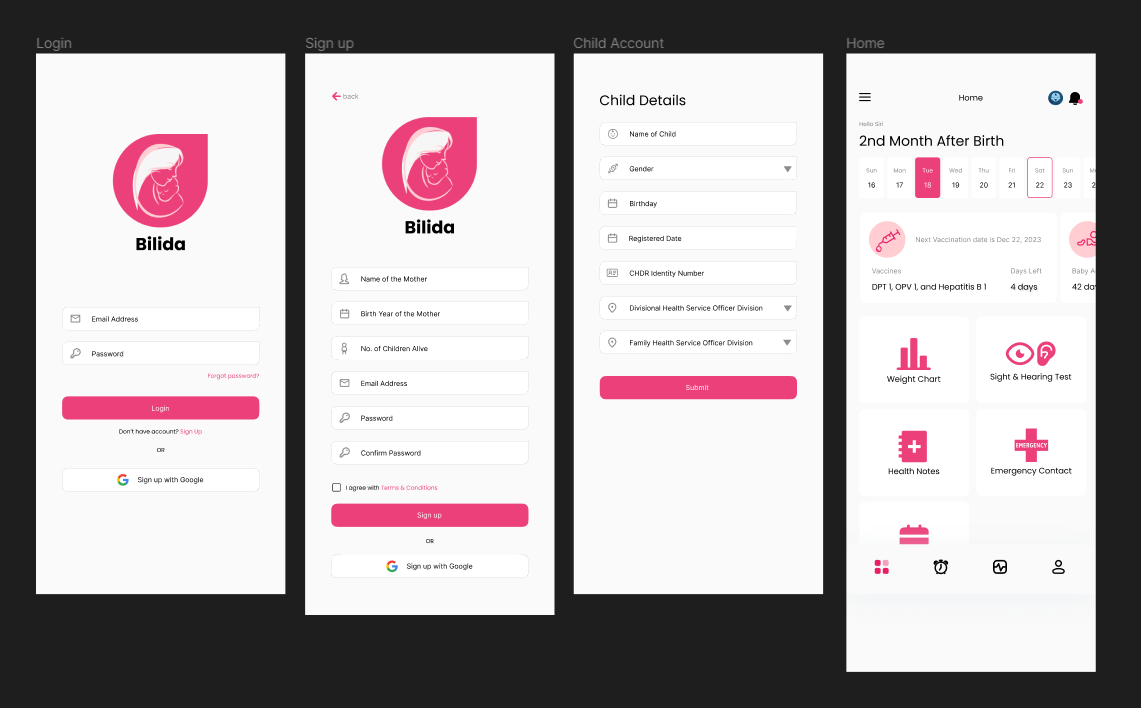 Login
Bilida
Email Address
Password
Forgot password?
Login
Don't have account? Sign Up
OR
Sign up with Google
Sign up
back
Bilida
Name of the Mother
Birth Year of the Mother
No. of Children Alive
Email Address
Password
Confirm Password
I agree with Terms & Conditions
Sign up
OR
Sign up with Google
Child Account
Child Details
Name of Child
Gender
Birthday
Registered Date
CHDR Identity Number
Divisional Health Service Officer Division
Family Health Service Officer Division
Submit
Home
Home
Hello Siri
2nd Month After Birth
Sun Mon Tue Wed Thu Fri Sat Sun
16 17 18 19 20 21 22 23
Next Vaccination date is Dec 22, 2023
Vaccines Days Left Baby
DPT 1, OPV 1, and Hepatitis B 1 4 days 42
Weight Chart
Sight & Hearing Test
Health Notes
EMERGENCY
Emergency Contact